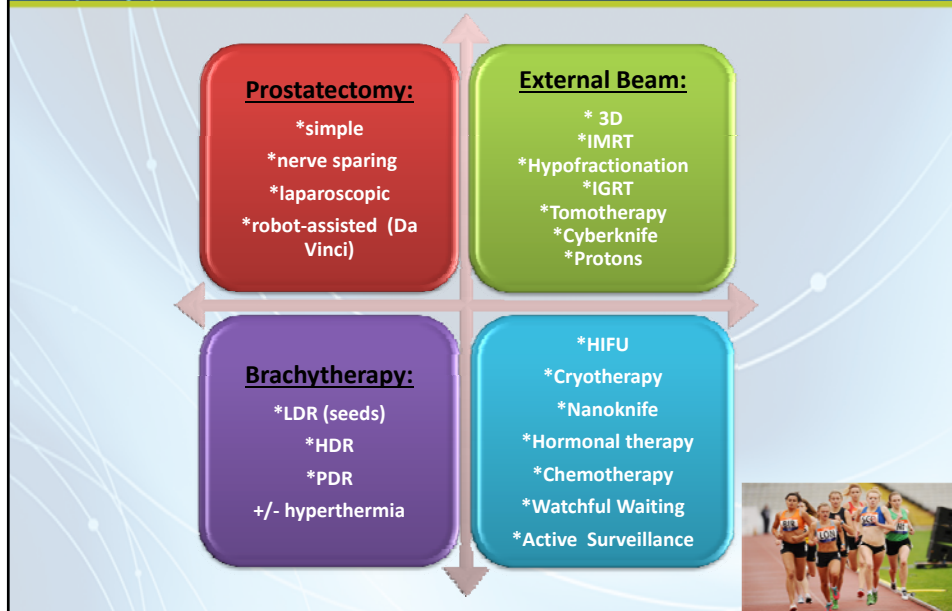 Prostatectomy:
*simple
*nerve sparing
*laparoscopic
*robot-assisted (Da
Vinci)
External Beam:
* 3D
*IMRT
*Hypofractionation
*IGRT
*Tomotherapy
*Cyberknife
*Protons
Brachytherapy:
*LDR (seeds)
*HDR
*PDR
+/- hyperthermia
*HIFU
*Cryotherapy
*Nanoknife
*Hormonal therapy
*Chemotherapy
*Watchful Waiting
*Active Surveillance